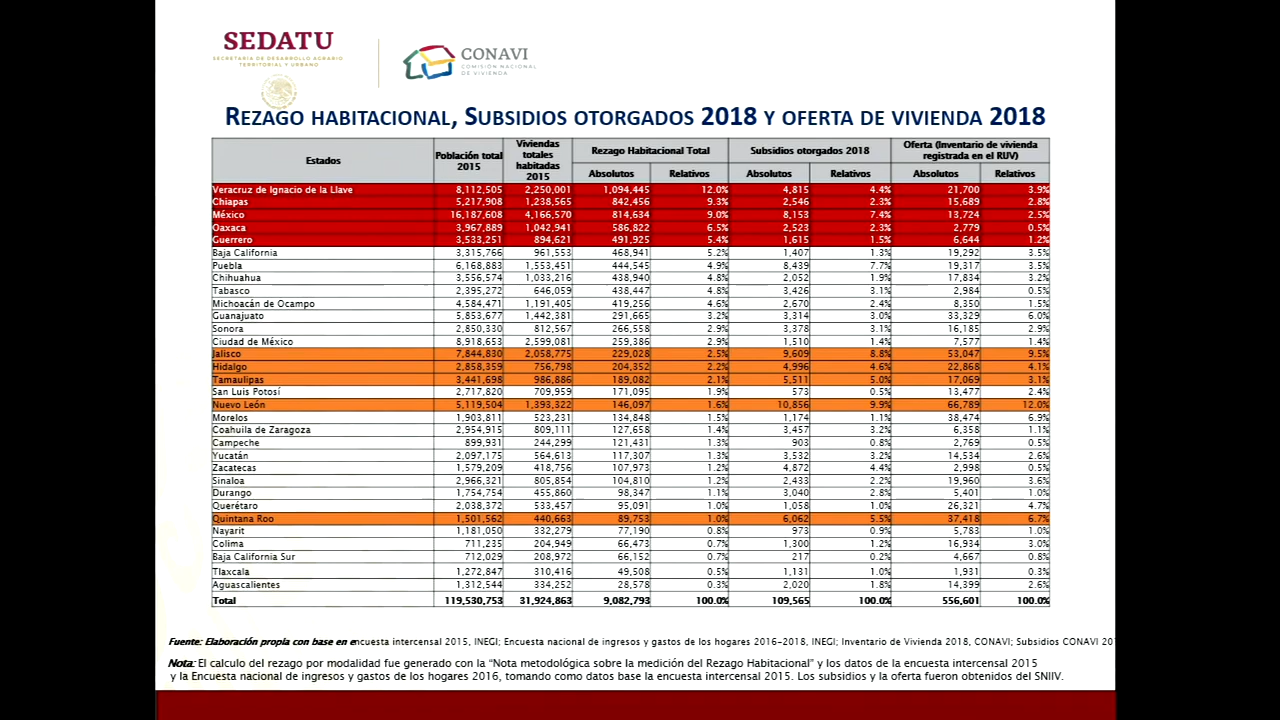 SEDATU
SECRETARÍA DE DESARROLLO AGRARIO
TERRITORIAL Y URBANO
CONAVI
COMISIÓN NACIONAL
DE VIVIENDA
REZAGO HABITACIONAL, SUBSIDIOS OTORGADOS 2018 Y OFERTA DE VIVIENDA 2018
Estados Población total 2015 Viviendas totales habitadas 2015 Rezago Habitacional Total Subsidios otorgados 2018 Oferta (Inventario de vivienda registrada en el RUV)
Absolutos Relativos Absolutos Relativos Absolutos Relativos
Veracruz de Ignacio de la Llave 8,112,505 2,250,001 1,094,445 12.0% 4,815 4.4% 21,700 3.9%
Chiapas 5,217,908 1,238,565 842,456 9.3% 2,546 2.3% 15,689 2.8%
México 16,187,608 4,166,570 814,634 9.0% 8,153 7.4% 13,724 2.5%
Oaxaca 3,967,889 1,042,941 586,822 6.5% 2,523 2.3% 2,779 0.5%
Guerrero 3,533,251 894,621 491,925 5.4% 1,615 1.5% 6,644 1.2%
Baja California 3,315,766 961,553 468,941 5.2% 1,407 1.3% 19,292 3.5%
Puebla 6,168,883 1,553,451 444,545 4.9% 8,439 7.7% 19,317 3.5%
Chihuahua 3,556,574 1,033,216 438,940 4.8% 2,052 1.9% 17,834 3.2%
Tabasco 2,395,272 646,059 438,447 4.8% 3,426 3.1% 2,984 0.5%
Michoacán de Ocampo 4,584,471 1,191,405 419,256 4.6% 2,670 2.4% 8,350 1.5%
Guanajuato 5,853,677 1,442,381 291,665 3.2% 3,314 3.0% 33,329 6.0%
Sonora 2,850,330 812,567 266,558 2.9% 3,378 3.1% 16,185 2.9%
Ciudad de México 8,918,653 2,599,081 259,386 2.9% 1,510 1.4% 7,577 1.4%
Jalisco 7,844,830 2,058,775 229,028 2.5% 9,609 8.8% 53,047 9.5%
Hidalgo 2,858,359 756,798 204,352 2.2% 4,996 4.6% 22,868 4.1%
Tamaulipas 3,441,698 986,886 189,082 2.1% 5,511 5.0% 17,069 3.1%
San Luis Potosí 2,717,820 709,959 171,095 1.9% 573 0.5% 13,477 2.4%
Nuevo León 5,119,504 1,393,322 146,097 1.6% 10,856 9.9% 66,789 12.0%
Morelos 1,903,811 523,231 134,848 1.5% 1,174 1.1% 38,474 6.9%
Coahuila de Zaragoza 2,954,915 809,111 127,658 1.4% 3,457 3.2% 6,358 1.1%
Campeche 899,931 244,299 121,431 1.3% 903 0.8% 2,769 0.5%
Yucatán 2,097,175 564,613 117,307 1.3% 3,532 3.2% 14,534 2.6%
Zacatecas 1,579,209 418,756 107,973 1.2% 4,872 4.4% 2,998 0.5%
Sinaloa 2,966,321 805,854 104,810 1.2% 2,433 2.2% 19,960 3.6%
Durango 1,754,754 455,860 98,347 1.1% 3,040 2.8% 5,401 1.0%
Querétaro 2,038,372 533,457 95,091 1.0% 1,058 1.0% 26,321 4.7%
Quintana Roo 1,501,562 440,663 89,753 1.0% 6,062 5.5% 37,418 6.7%
Nayarit 1,181,050 332,279 77,190 0.8% 973 0.9% 5,783 1.0%
Colima 711,235 204,949 66,473 0.7% 1,300 1.2% 16,934 3.0%
Baja California Sur 712,029 208,972 66,152 0.7% 217 0.2% 4,667 0.8%
Tlaxcala 1,272,847 310,416 49,508 0.5% 1,131 1.0% 1,931 0.3%
Aguascalientes 1,312,544 334,252 28,578 0.3% 2,020 1.8% 14,399 2.6%
Total 119,530,753 31,924,863 9,082,793 100.0% 109,565 100.0% 556,601 100.0%
Fuente: Elaboración propia con base en encuesta intercensal 2015, INEGI; Encuesta nacional de ingresos y gastos de los hogares 2016-2018, INEGI; Inventario de Vivienda 2018, CONAVI; Subsidios CONAVI 201
Nota: El calculo del rezago por modalidad fue generado con la “Nota metodológica sobre la medición del Rezago Habitacional” y los datos de la encuesta intercensal 2015
y la Encuesta nacional de ingresos y gastos de los hogares 2016, tomando como datos base la encuesta intercensal 2015. Los subsidios y la oferta fueron obtenidos del SNIIV.